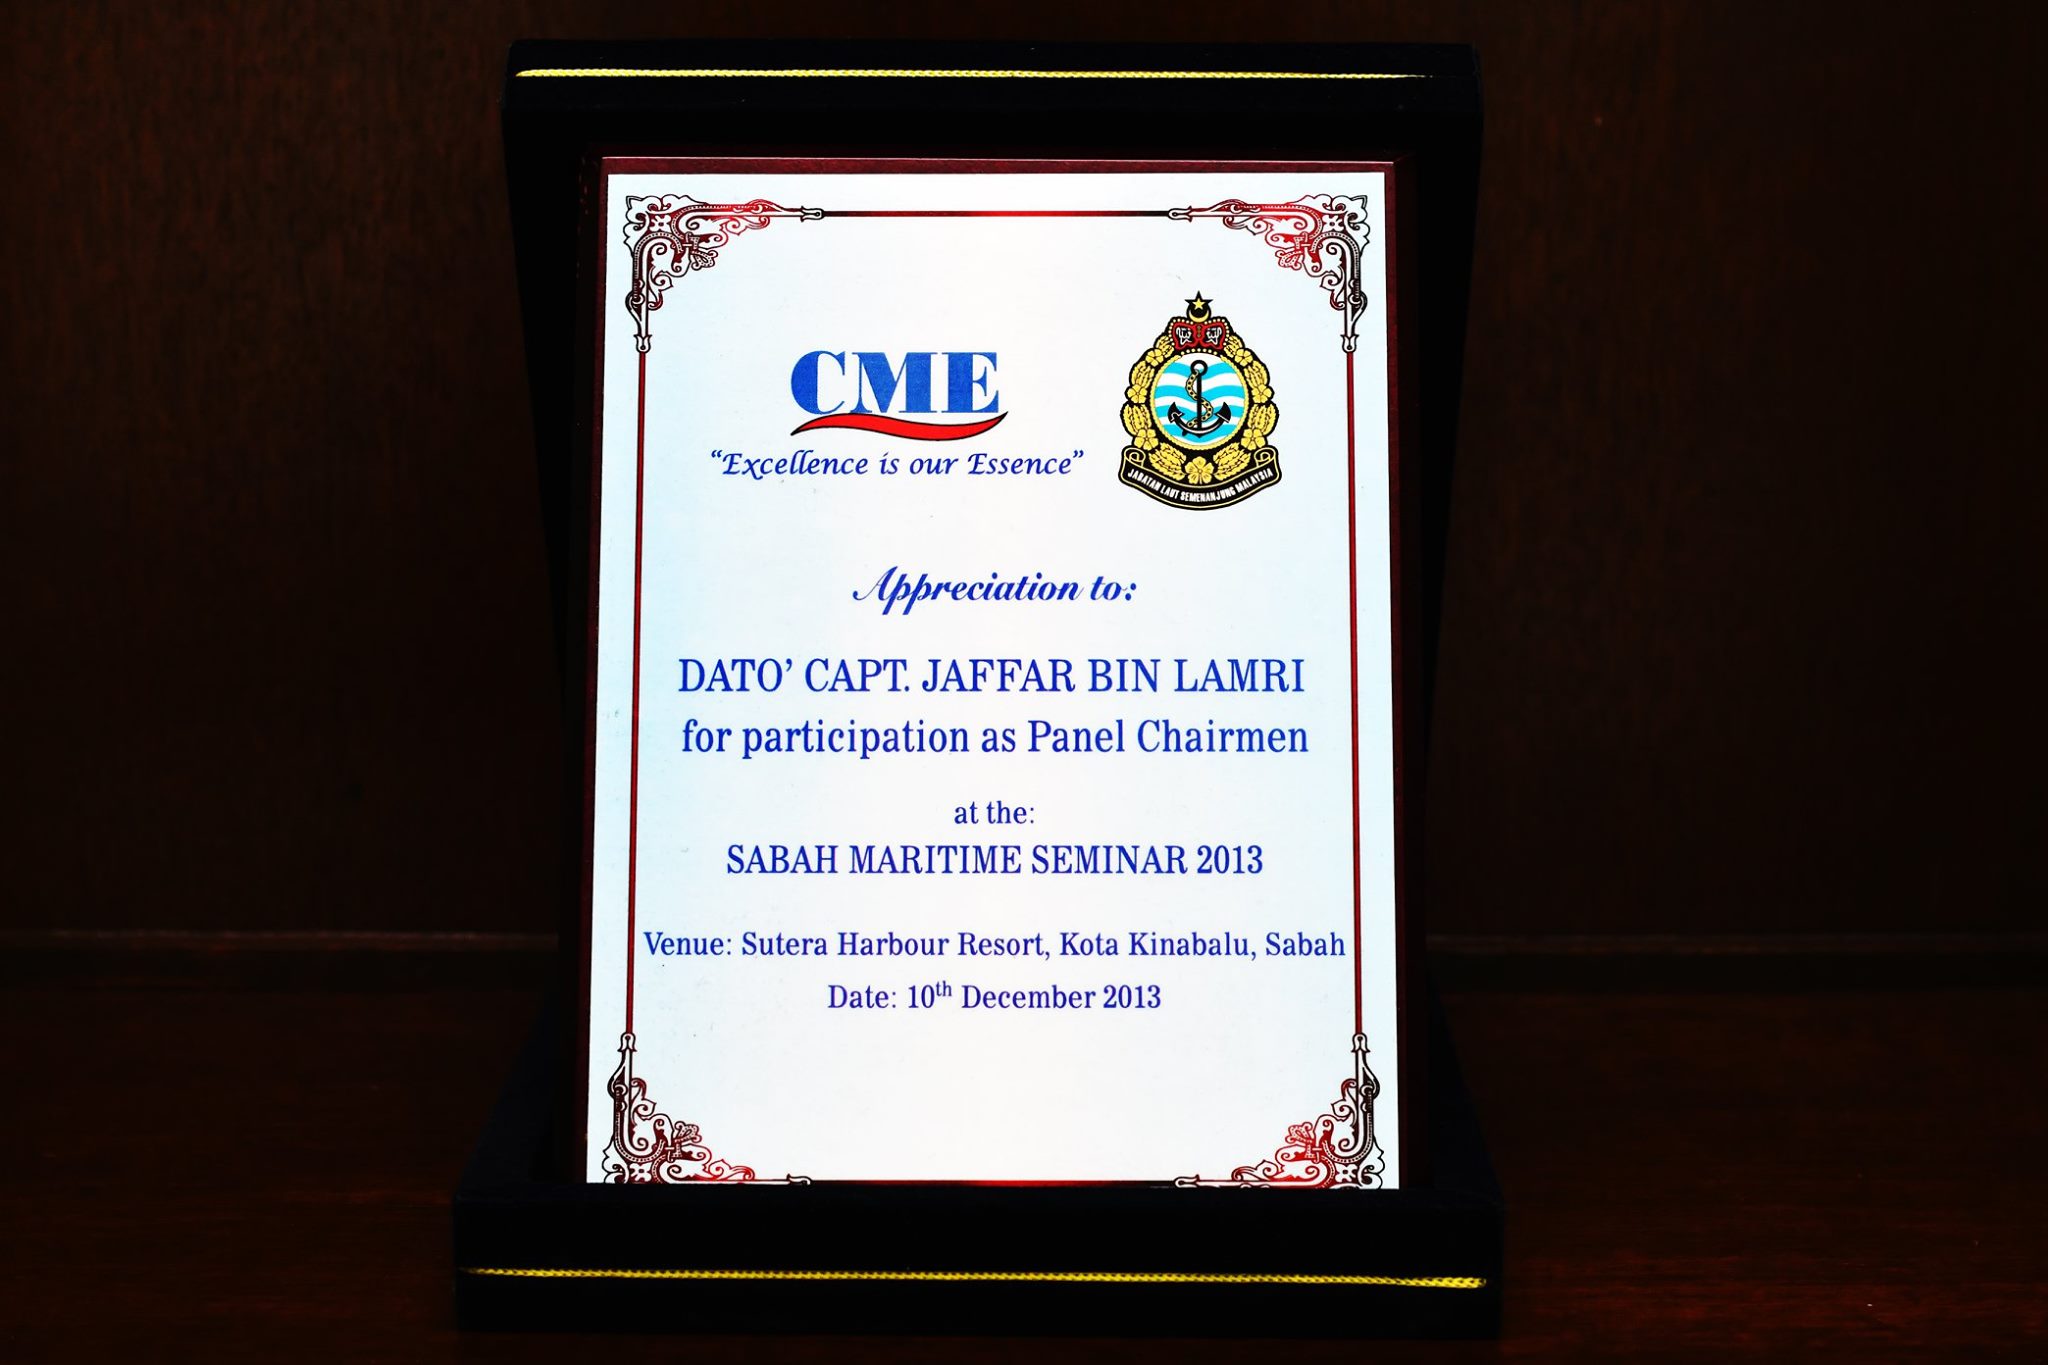 CME
“Excellence is our Essence”
JABATAN LAUT SEMENANJUNG MALAYSIA
Appreciation to:
DATO’ CAPT. JAFFAR BIN LAMRI
for participation as Panel Chairmen
at the:
SABAH MARITIME SEMINAR 2013
Venue: Sutera Harbour Resort, Kota Kinabalu, Sabah
Date: 10th December 2013